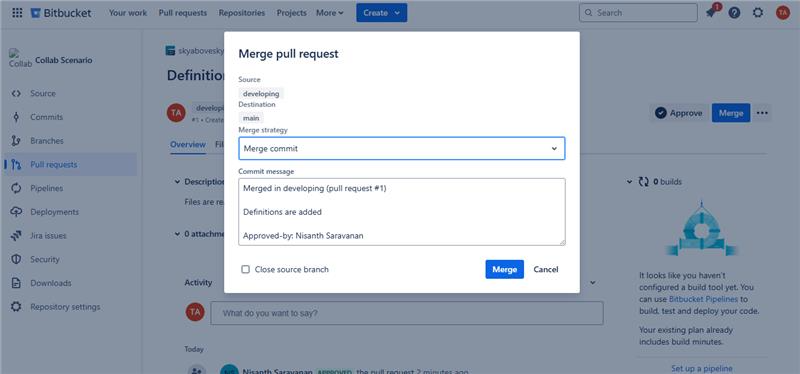 Bitbucket
Your work
Pull requests
Repositories
Projects
More
Create
Search
1
TA
Collab
Collab Scenario
Source
Commits
Branches
Pull requests
Pipelines
Deployments
Jira issues
Security
Downloads
Repository settings
skyabovesky
Definition
TA
developing
#1 • Create
Approve
Merge
Overview
Descriptio
Files are rea
0 attachme
Activity
TA
What do you want to say?
Today
Nisanth Saravanan APPROVED the pull request 2 minutes ago
Merge pull request
Source
developing
Destination
main
Merge strategy
Merge commit
Commit message
Merged in developing (pull request #1)
Definitions are added
Approved-by: Nisanth Saravanan
Close source branch
Merge
Cancel
0 builds
It looks like you haven't
configured a build tool yet. You
can use Bitbucket Pipelines to
build, test and deploy your code.
Your existing plan already
includes build minutes.
Set up a pipeline